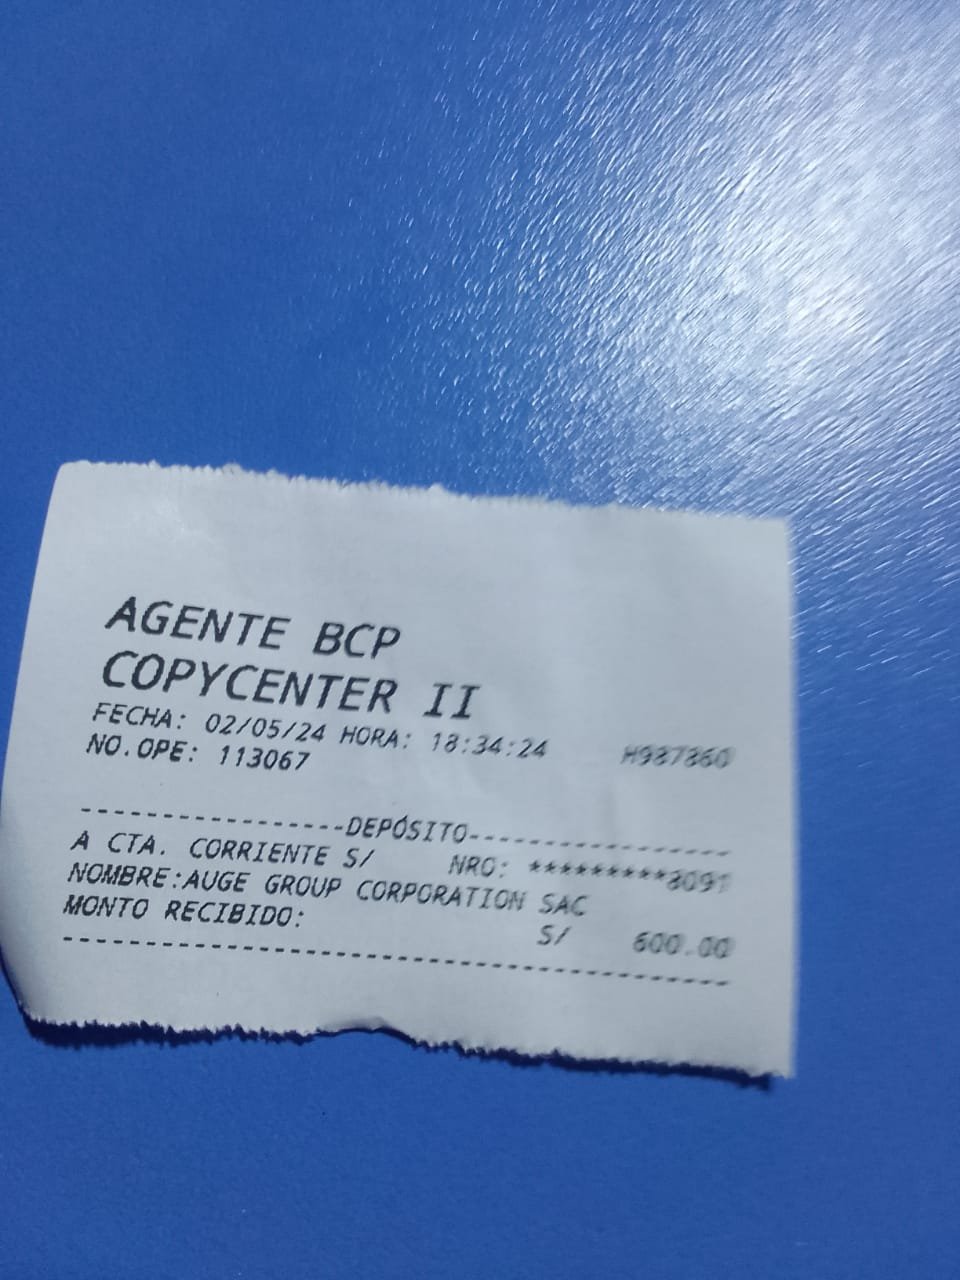 AGENTE BCP
COPYCENTER II
FECHA: 02/05/24 HORA: 18:34:24 H987860
NO.OPE: 113067
-----------------DEPÓSITO-----------------
A CTA. CORRIENTE S/ NRO: *********8091
NOMBRE:AUGE GROUP CORPORATION SAC
MONTO RECIBIDO: S/ 600.00